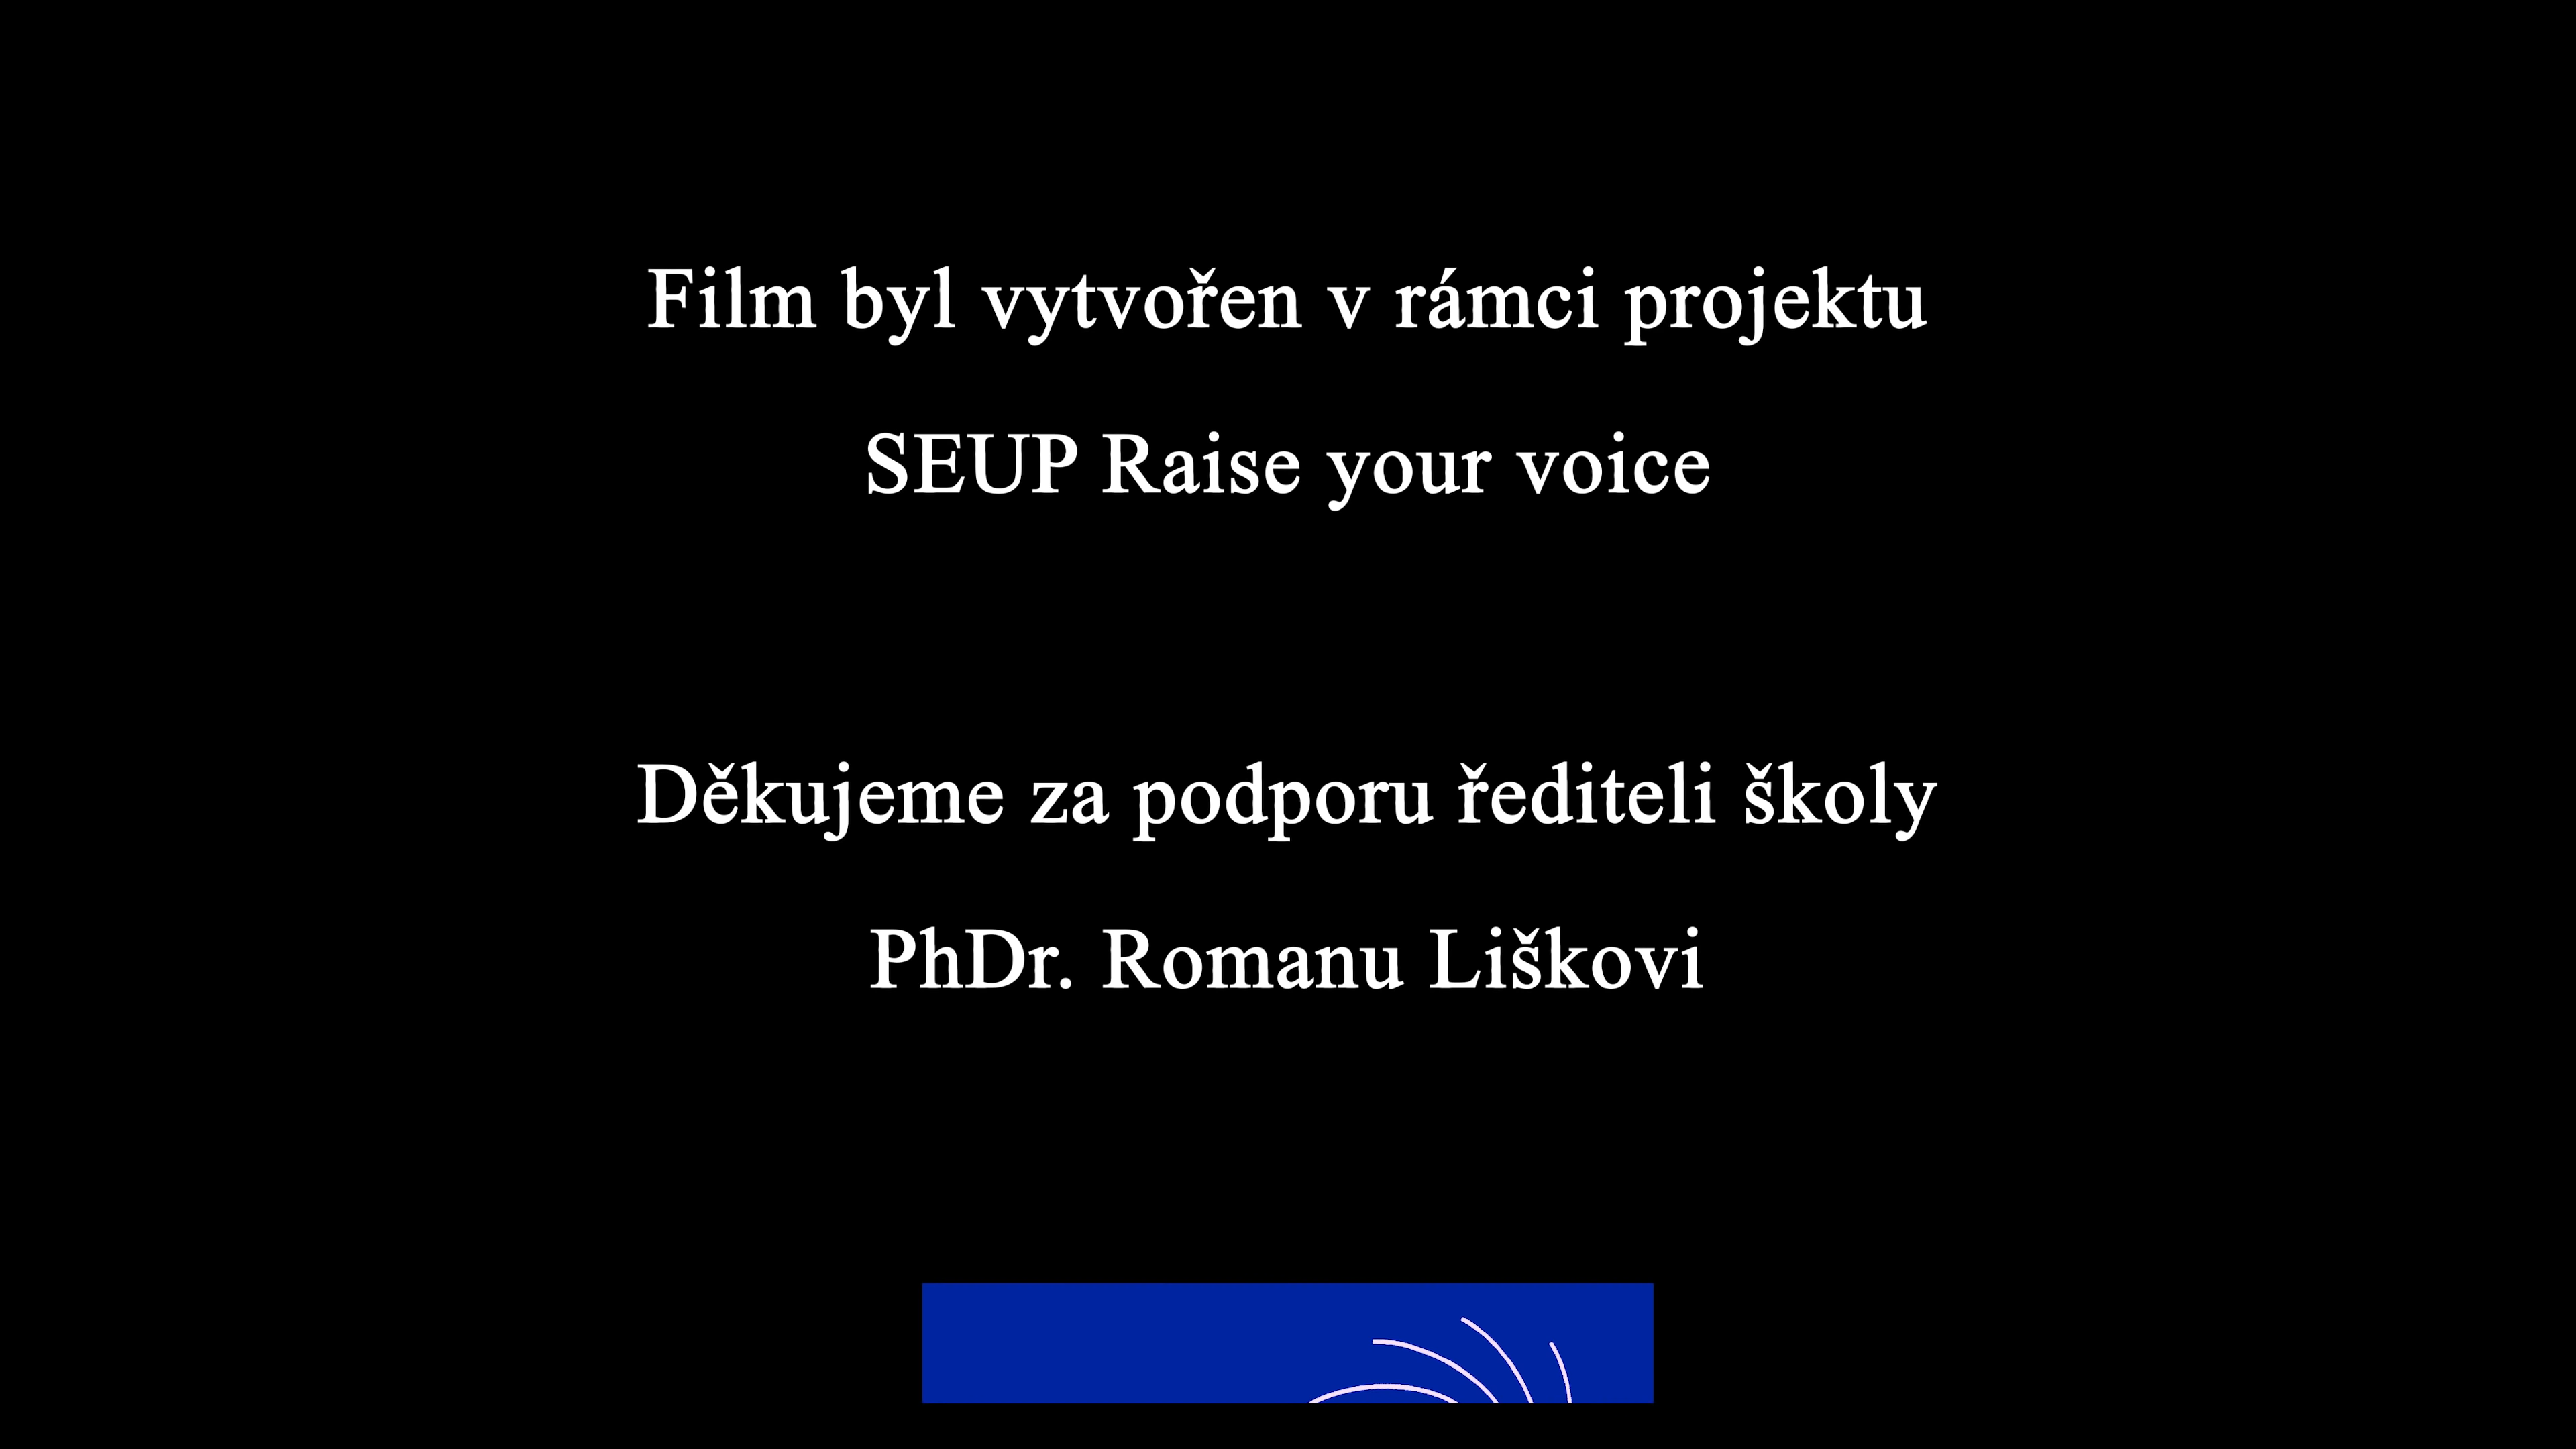 Film byl vytvořen v rámci projektu
SEUP Raise your voice
Děkujeme za podporu řediteli školy
PhDr. Romanu Liškovi